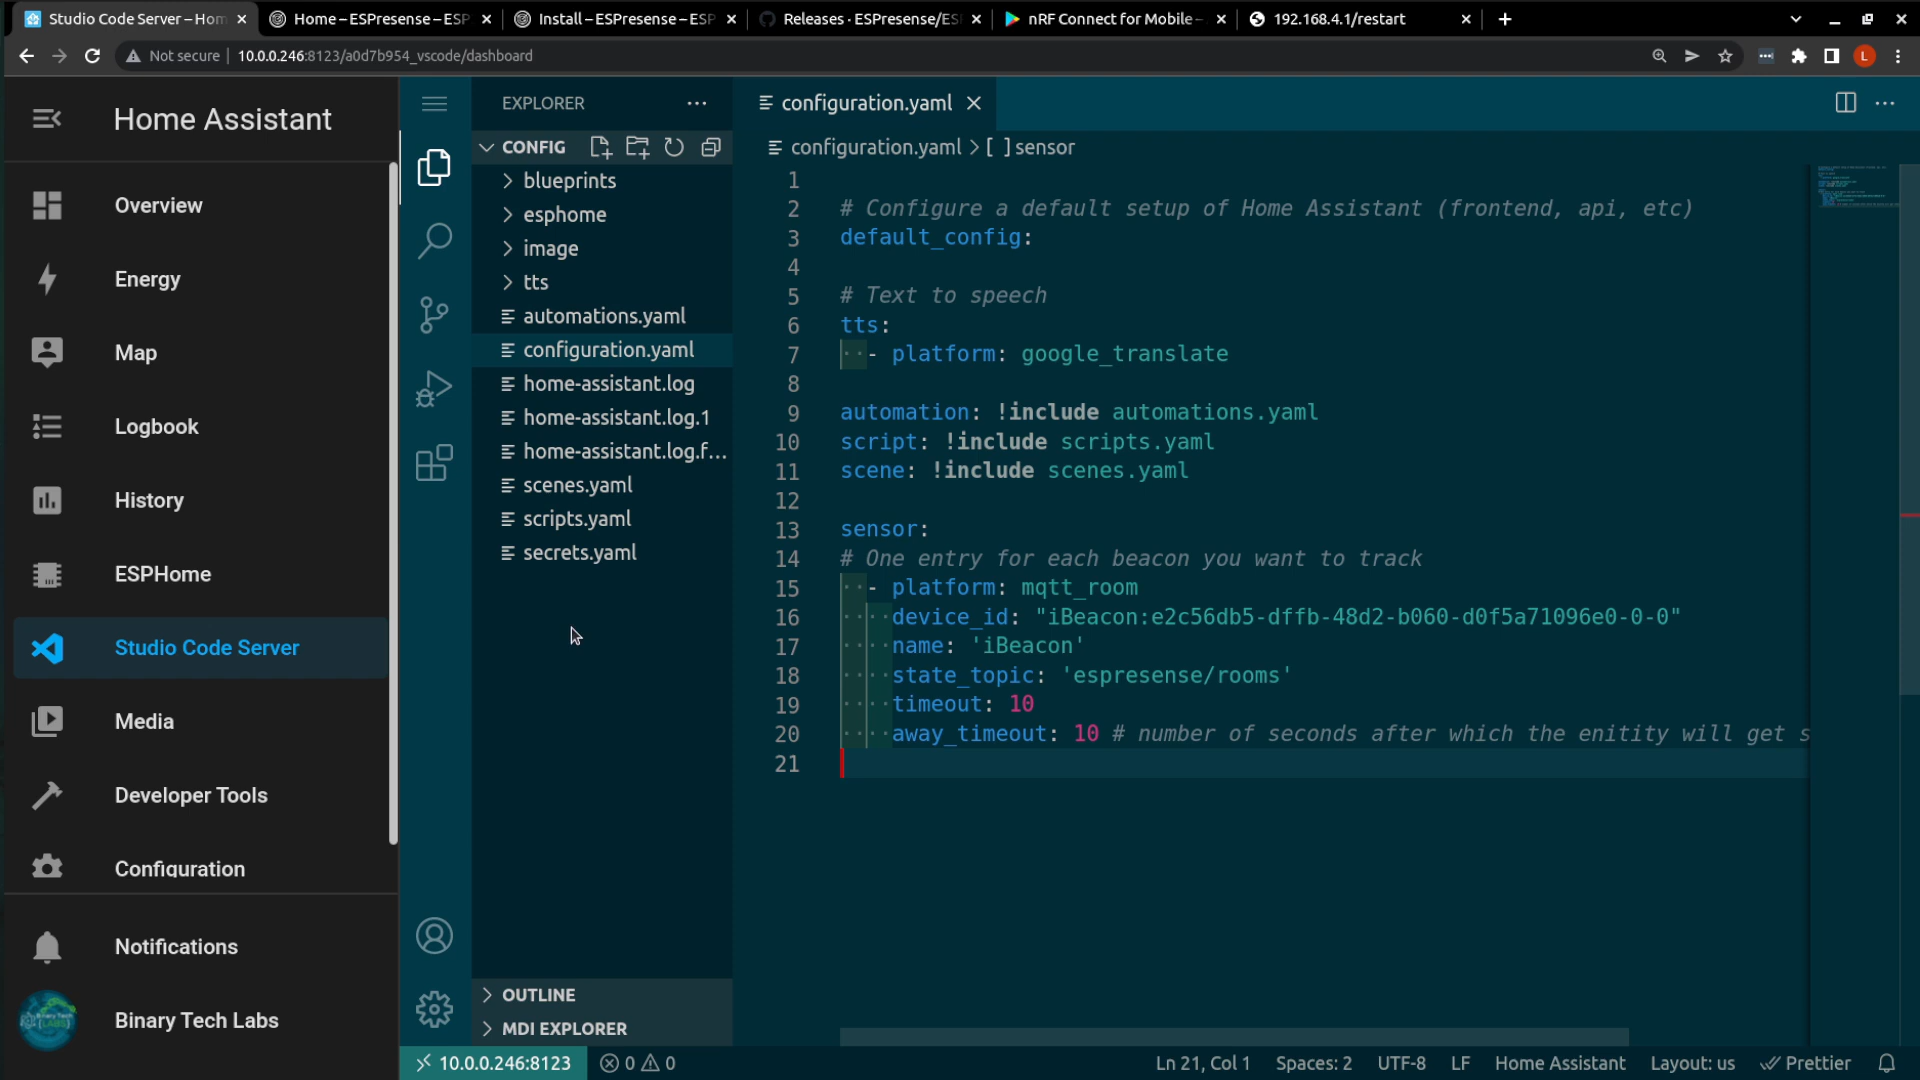 Studio Code Server – Hom
Home – ESPresense – ESP
Install – ESPresense – ESP
Releases · ESPresense/ES
nRF Connect for Mobile –
192.168.4.1/restart
Not secure
10.0.0.246:8123/a0d7b954_vscode/dashboard
L
Home Assistant
Overview
Energy
Map
Logbook
History
ESPHome
Studio Code Server
Media
Developer Tools
Configuration
Notifications
Binary Tech Labs
EXPLORER
CONFIG
blueprints
esphome
image
tts
automations.yaml
configuration.yaml
home-assistant.log
home-assistant.log.1
home-assistant.log.f...
scenes.yaml
scripts.yaml
secrets.yaml
OUTLINE
MDI EXPLORER
configuration.yaml
configuration.yaml > [ ] sensor
1
2 # Configure a default setup of Home Assistant (frontend, api, etc)
3 default_config:
4
5 # Text to speech
6 tts:
7   - platform: google_translate
8
9 automation: !include automations.yaml
10 script: !include scripts.yaml
11 scene: !include scenes.yaml
12
13 sensor:
14 # One entry for each beacon you want to track
15   - platform: mqtt_room
16     device_id: "iBeacon:e2c56db5-dffb-48d2-b060-d0f5a71096e0-0-0"
17     name: 'iBeacon'
18     state_topic: 'espresense/rooms'
19     timeout: 10
20     away_timeout: 10 # number of seconds after which the enitity will get s
21
10.0.0.246:8123
0
0
Ln 21, Col 1
Spaces: 2
UTF-8
LF
Home Assistant
Layout: us
Prettier